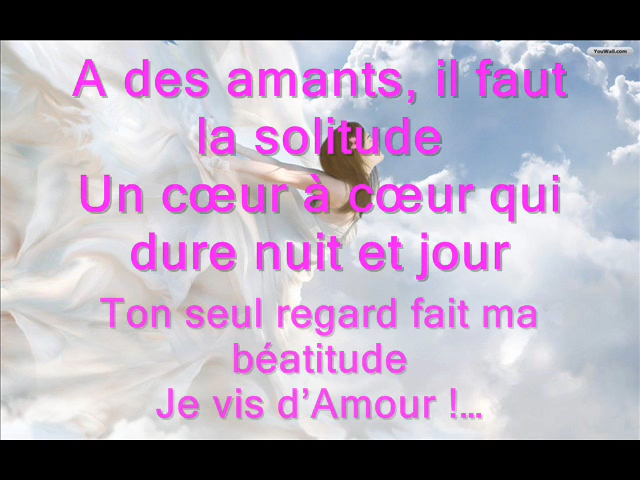 YouWall.com
A des amants, il faut
la solitude
Un cœur à cœur qui
dure nuit et jour
Ton seul regard fait ma
béatitude
Je vis d’Amour !…